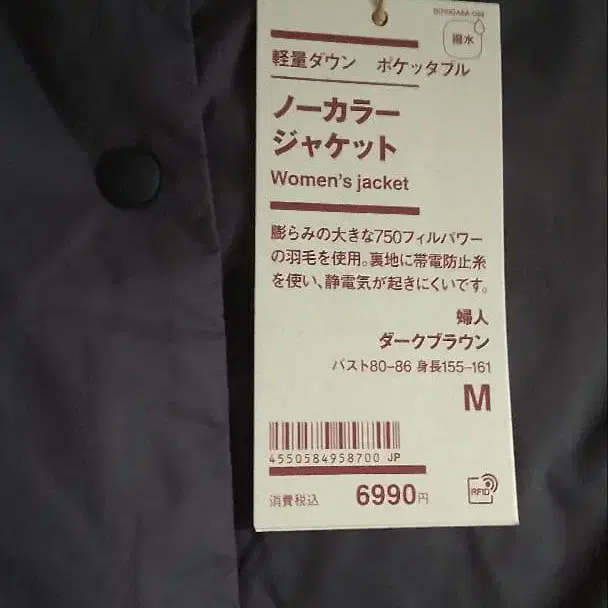 撥水
軽量ダウン ポケッタブル
ノーカラー
ジャケット
Women's jacket
膨らみの大きな750フィルパワー
の羽毛を使用。裏地に帯電防止糸
を使い、静電気が起きにくいです。
婦人
ダークブラウン
バスト80-86 身長155-161
M
4550584958700 JP
消費税込 6990円
RFID